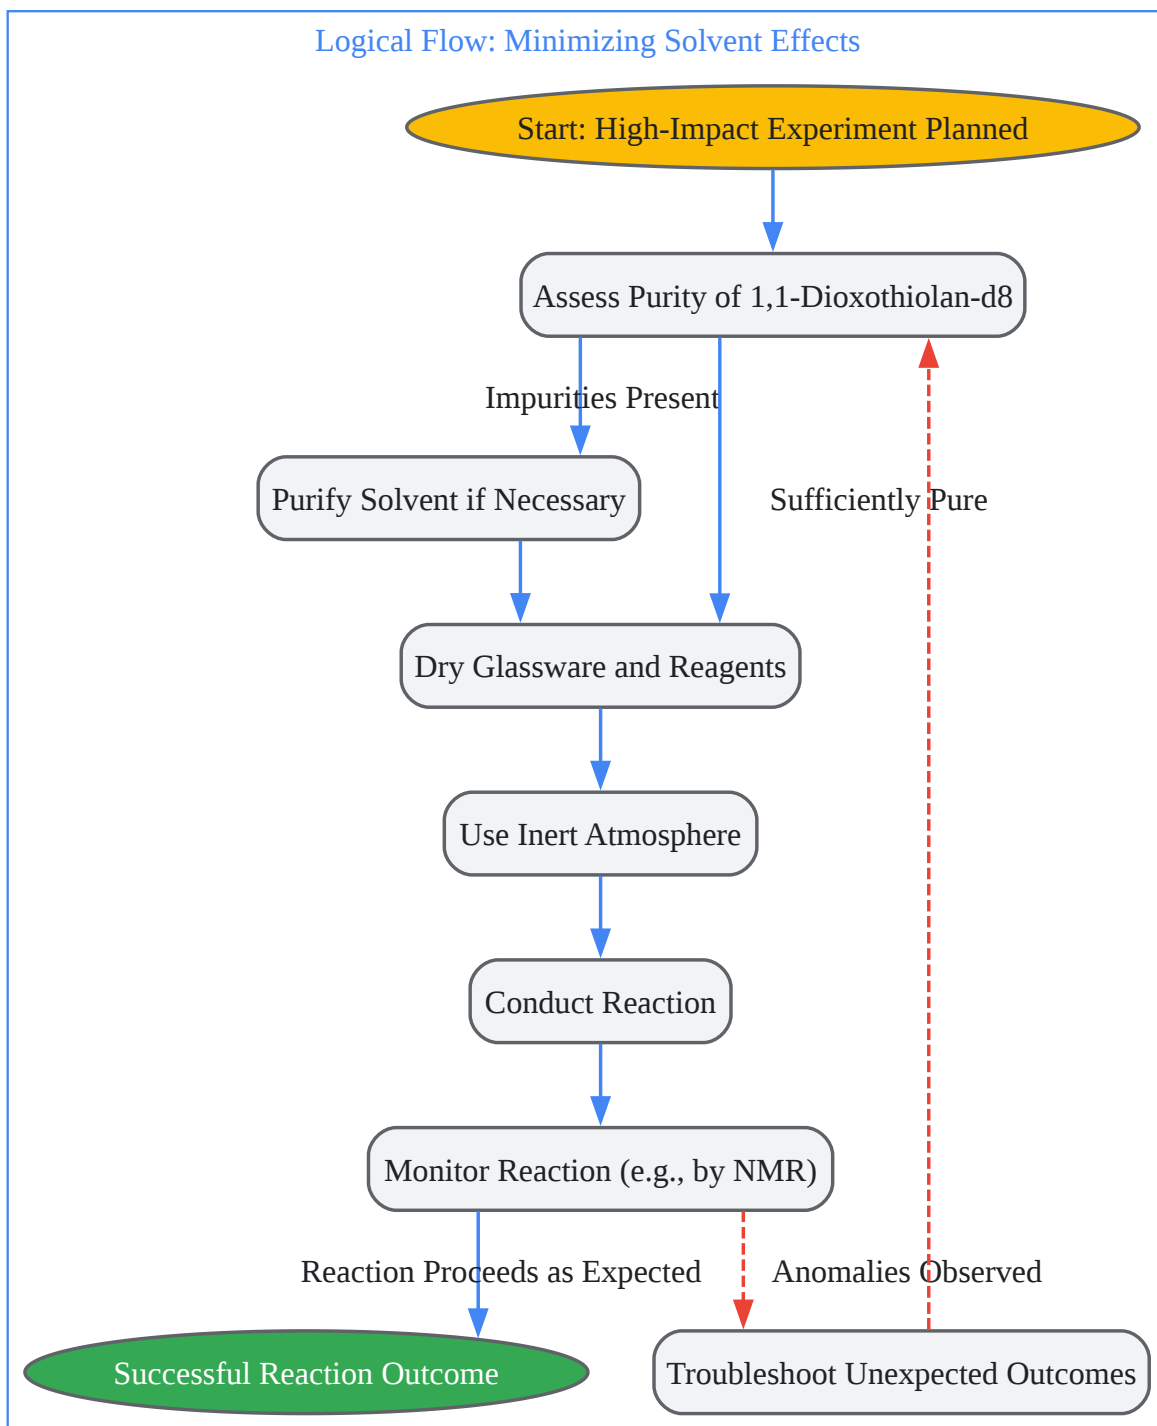 Logical Flow: Minimizing Solvent Effects
Start: High-Impact Experiment Planned
Assess Purity of 1,1-Dioxothiolan-d8
Impurities Present
Purify Solvent if Necessary
Sufficiently Pure
Dry Glassware and Reagents
Use Inert Atmosphere
Conduct Reaction
Monitor Reaction (e.g., by NMR)
Reaction Proceeds as Expected
Anomalies Observed
Successful Reaction Outcome
Troubleshoot Unexpected Outcomes